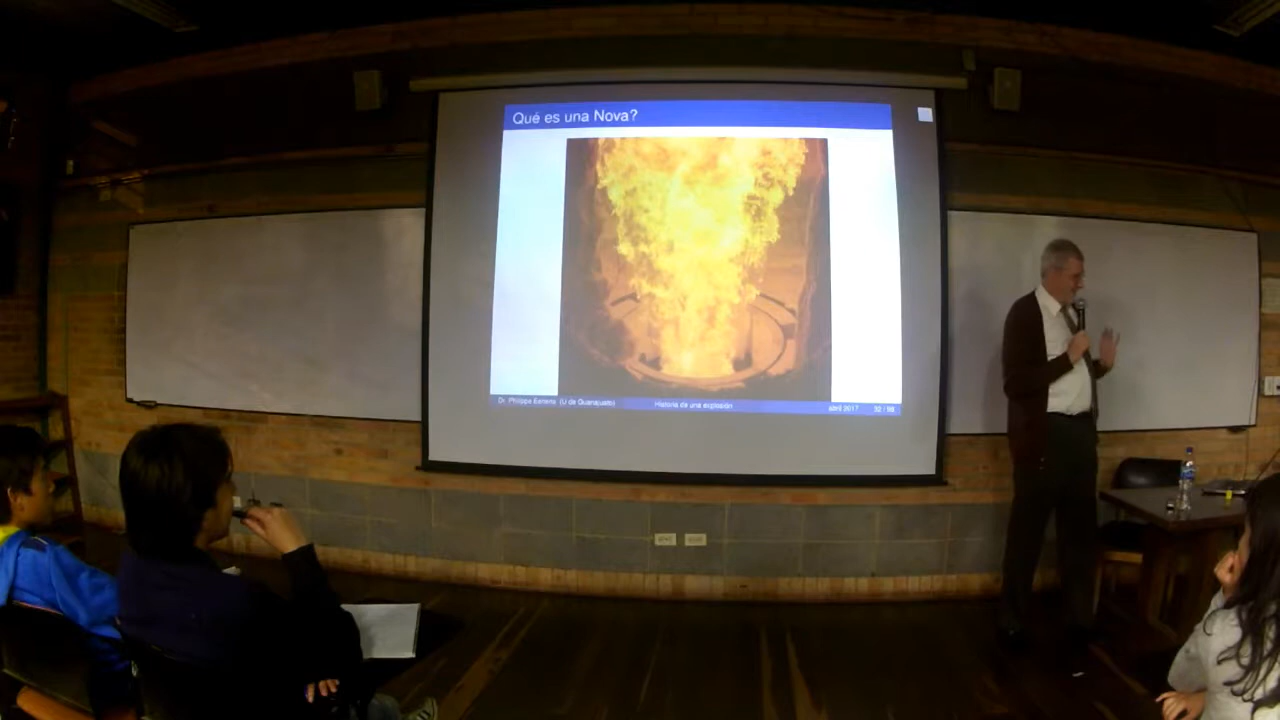 Qué es una Nova?
Dr. Philippe Eenens (U de Guanajuato) Historia de una explosión abril 2017